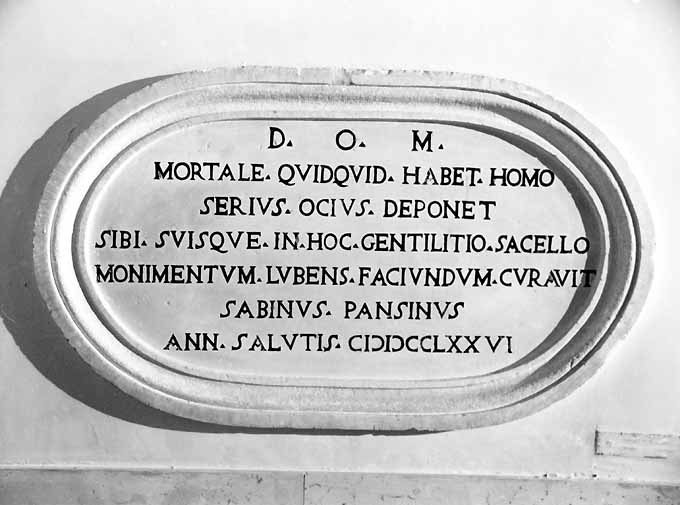 D. O. M.
MORTALE. QVIDQVID. HABET. HOMO
SERIVS. OCIVS. DEPONET
SIBI. SVISQVE. IN. HOC. GENTILITIO. SACELLO
MONIMENTVM. LVBENS. FACIVNDVM. CVRAVIT
SABINVS. PANSINVS
ANN. SALVTIS. CIƆIƆCCLXXVI